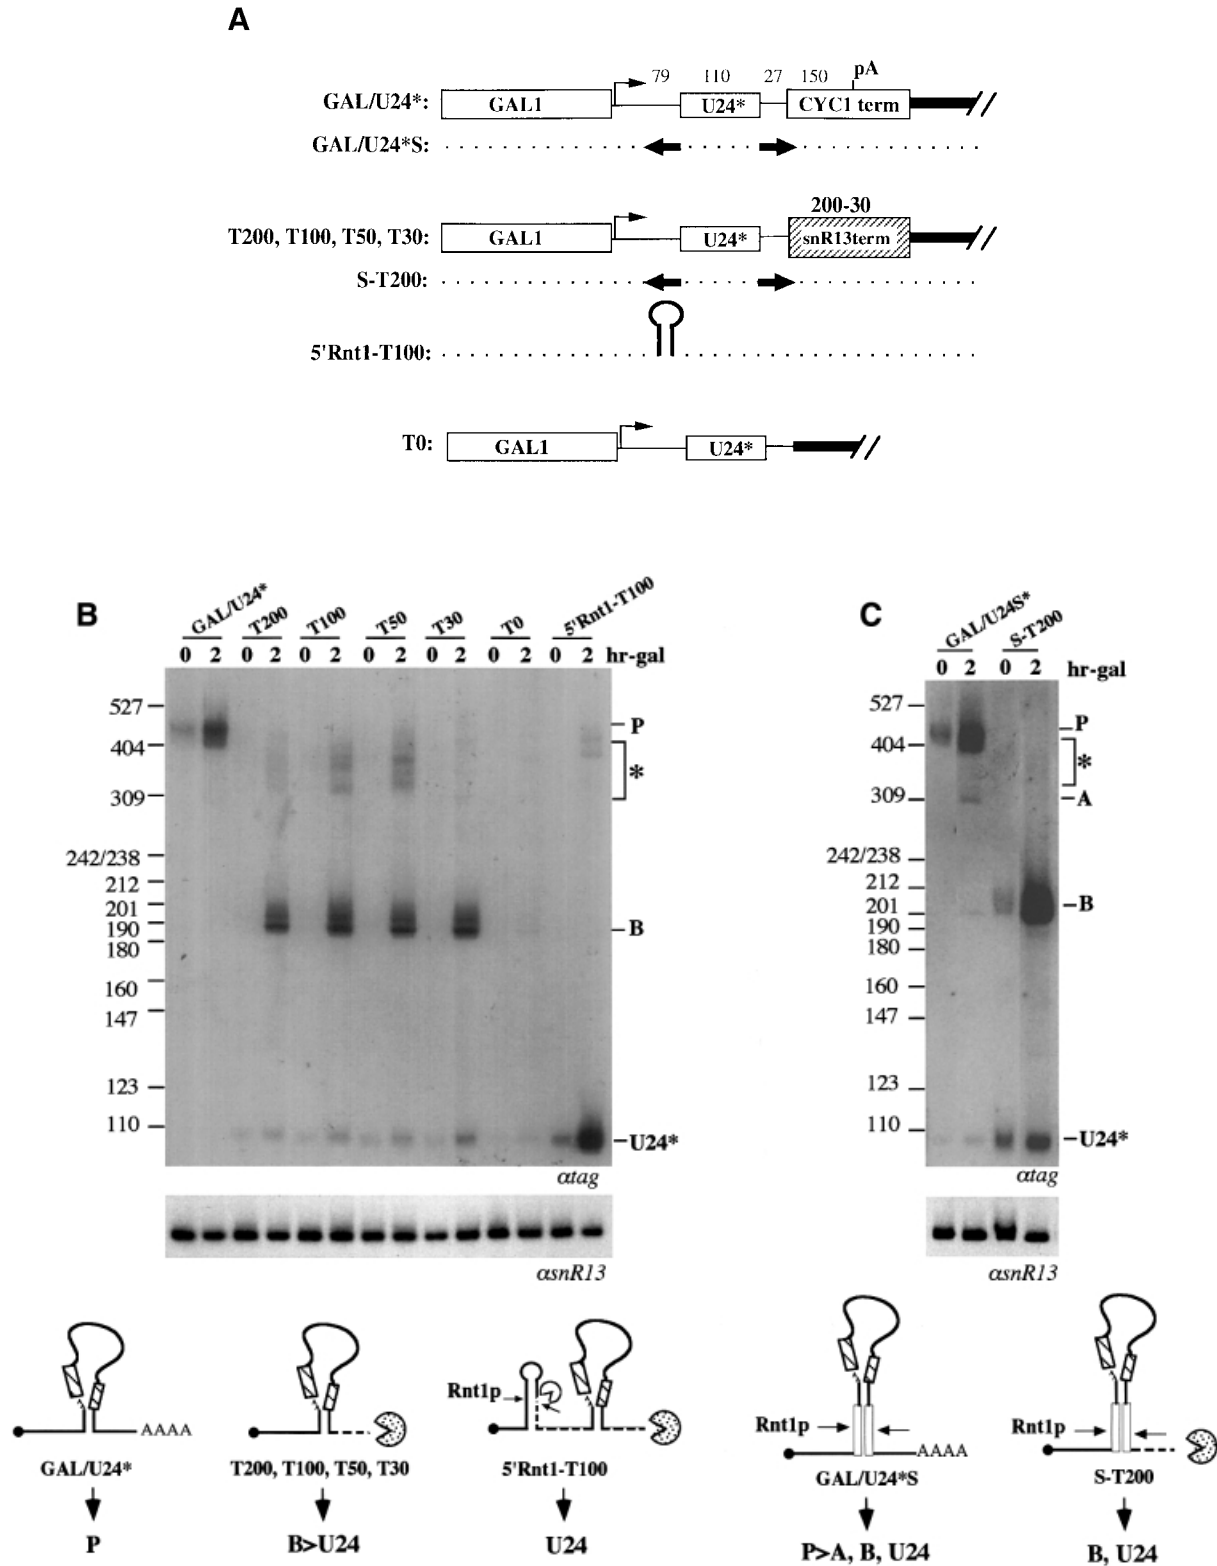 A
79 110 27 150 pA
GAL/U24*: GAL1 U24* CYC1 term
GAL/U24*S:
200-30
T200, T100, T50, T30: GAL1 U24* snR13term
S-T200:
5'Rnt1-T100:
T0: GAL1 U24*
B
GAL/U24* T200 T100 T50 T30 T0 5'Rnt1-T100
0 2 0 2 0 2 0 2 0 2 0 2 0 2 hr-gal
527
P
404
*
309
242/238
212
201
190 B
180
160
147
123
110
U24*
αtag
αsnR13
C
GAL/U24S* S-T200
0 2 0 2 hr-gal
527
P
404
*
309 A
242/238
212
201 B
190
180
160
147
123
110
U24*
αtag
αsnR13
AAAA
GAL/U24*
P
T200, T100, T50, T30
B>U24
Rnt1p
5'Rnt1-T100
U24
Rnt1p
AAAA
GAL/U24*S
P>A, B, U24
Rnt1p
S-T200
B, U24